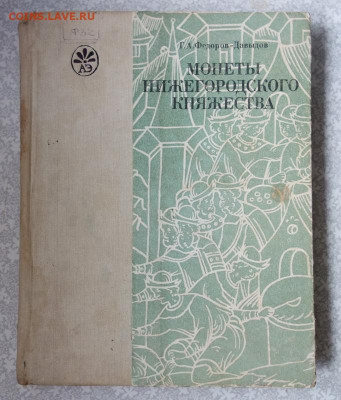 COINS.LAVE.RU
АЭ
Г. А. Федоров-Давыдов
МОНЕТЫ
НИЖЕГОРОДСКОГО
КНЯЖЕСТВА